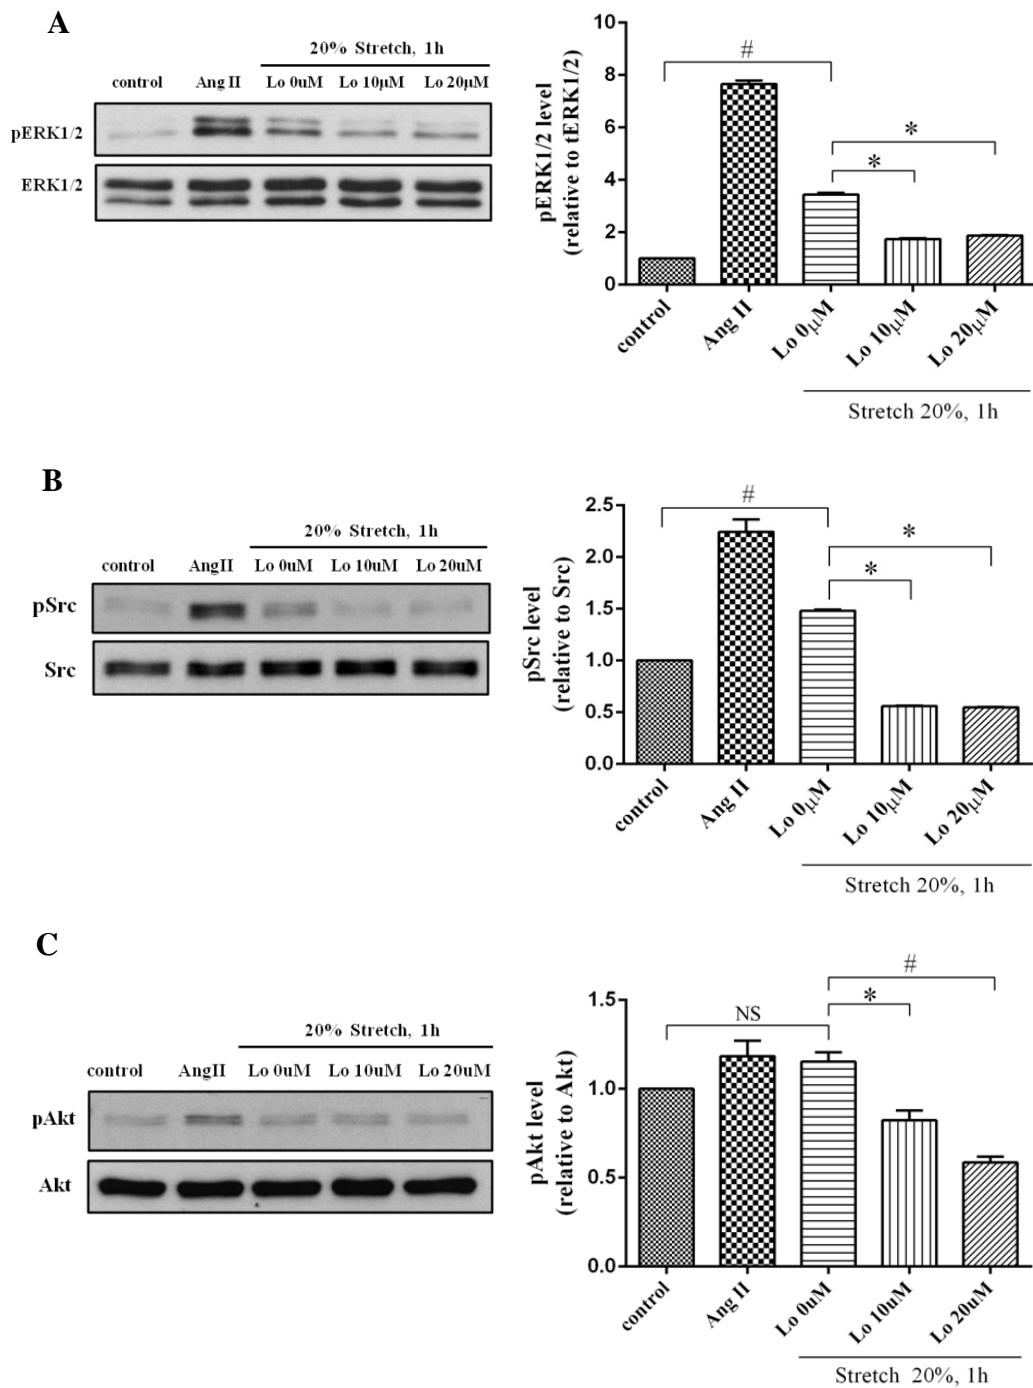 A
20% Stretch, 1h
control Ang II Lo 0uM Lo 10μM Lo 20μM
pERK1/2
ERK1/2
pERK1/2 level
(relative to tERK1/2)
10
8
6
4
2
0
#
*
*
control Ang II Lo 0μM Lo 10μM Lo 20μM
Stretch 20%, 1h
B
20% Stretch, 1h
control AngII Lo 0uM Lo 10uM Lo 20uM
pSrc
Src
pSrc level
(relative to Src)
2.5
2.0
1.5
1.0
0.5
0.0
#
*
*
control Ang II Lo 0μM Lo 10μM Lo 20μM
Stretch 20%, 1h
C
20% Stretch, 1h
control AngII Lo 0uM Lo 10uM Lo 20uM
pAkt
Akt
pAkt level
(relative to Akt)
1.5
1.0
0.5
0.0
#
*
NS
control Ang II Lo 0uM Lo 10uM Lo 20uM
Stretch 20%, 1h